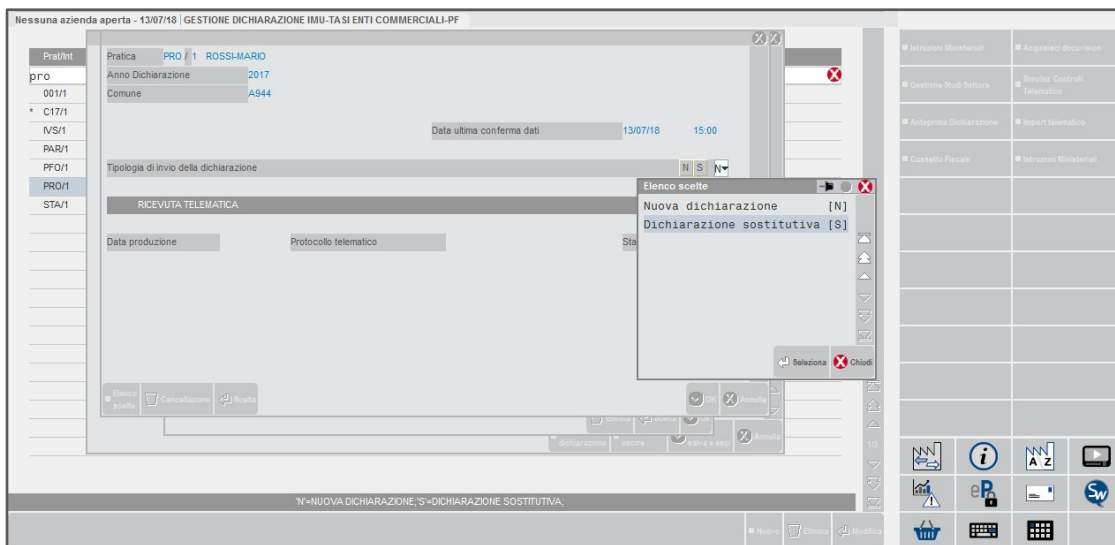 Nessuna azienda aperta - 13/07/18 GESTIONE DICHIARAZIONE IMU-TASI ENTI COMMERCIALI-PF
Prat/Int
pro
001/1
* C17/1
IVS/1
PAR/1
PFO/1
PRO/1
STA/1
Pratica PRO / 1 ROSSI-MARIO
Anno Dichiarazione 2017
Comune A944
Data ultima conferma dati 13/07/18 15:00
Tipologia di invio della dichiarazione N S N
RICEVUTA TELEMATICA
Data produzione Protocollo telematico Sta
Elenco scelte
Nuova dichiarazione [N]
Dichiarazione sostitutiva [S]
Seleziona Chiudi
Elenco scelte Cancellazione Scelta OK Annulla
dichiarazione uscire salva e esci Annulla
1/3
'N'=NUOVA DICHIARAZIONE;'S'=DICHIARAZIONE SOSTITUTIVA;
Nuovo Elimina Modifica
Istruzioni Ministeriali Acquisisci docuvision
Gestione Studi Settore Simulaz. Controlli Telematico
Anteprima Dichiarazione Import telematico
Cassetto Fiscale Istruzioni Ministeriali
i A Z
eP Sw